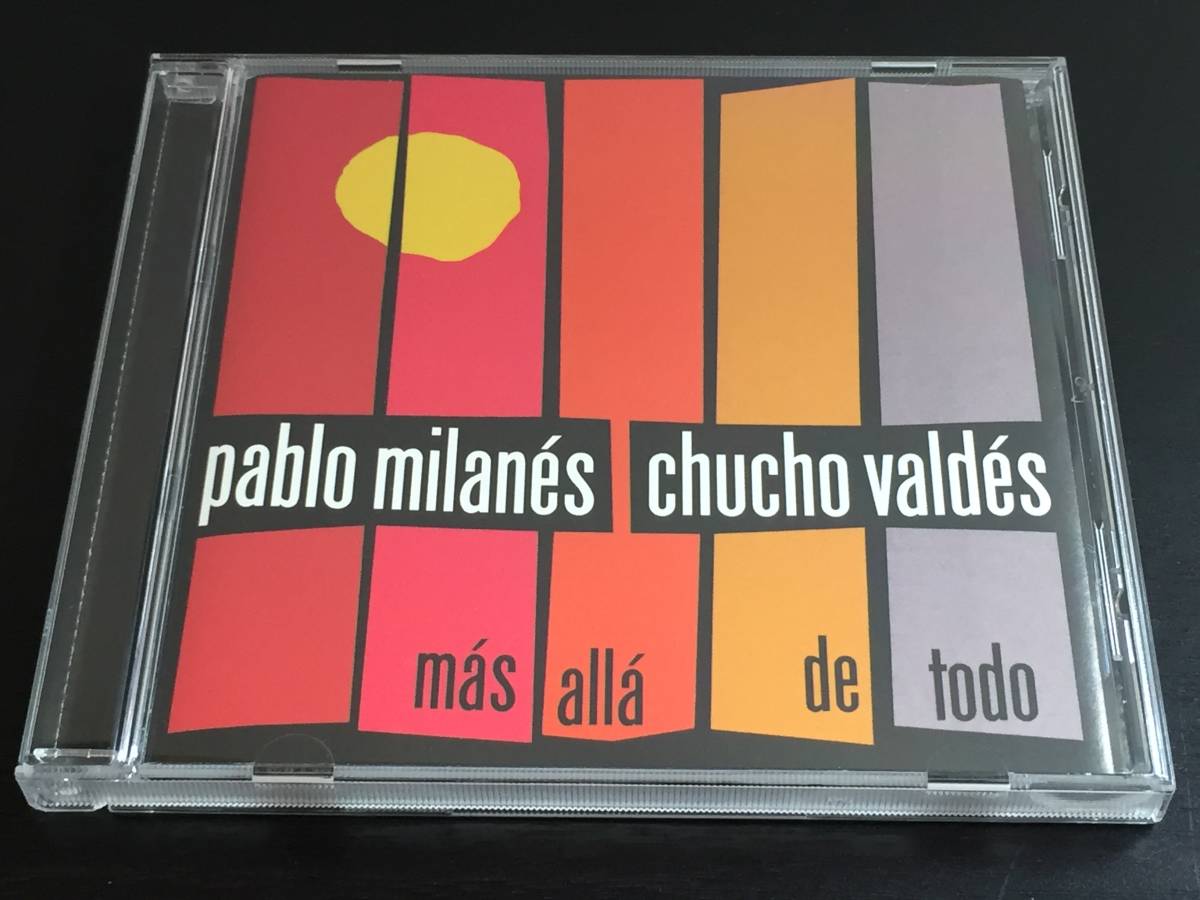 pablo milanés chucho valdés
más allá de todo